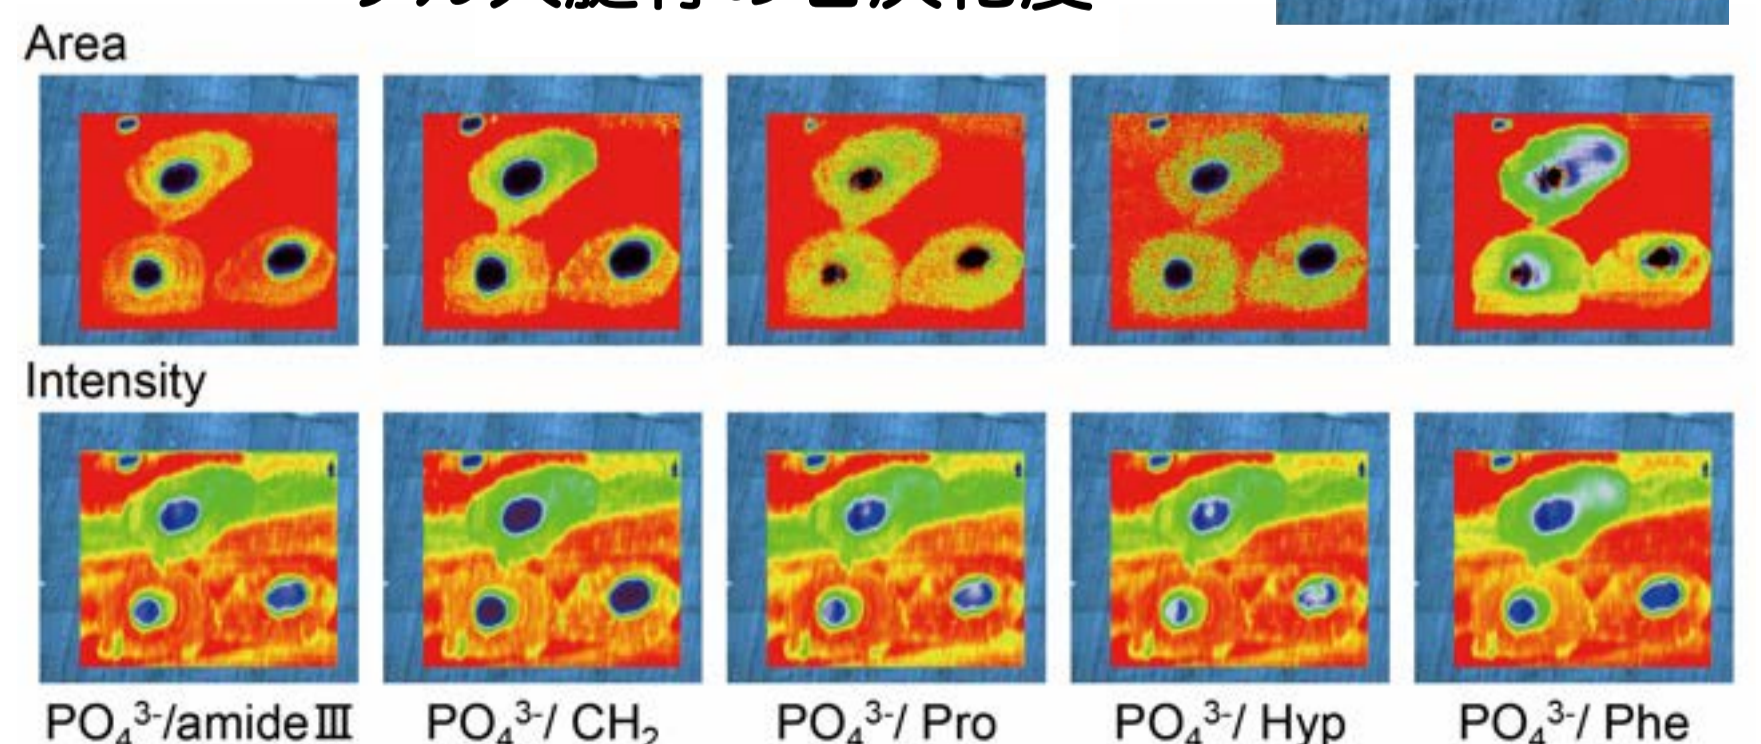 Area
Intensity
PO₄³⁻/amideⅢ PO₄³⁻/ CH₂ PO₄³⁻/ Pro PO₄³⁻/ Hyp PO₄³⁻/ Phe